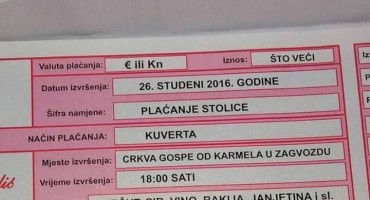 Valuta plaćanja: € ili Kn Iznos: ŠTO VEĆI
Datum izvršenja: 26. STUDENI 2016. GODINE
Šifra namjene: PLAĆANJE STOLICE
NAČIN PLAĆANJA: KUVERTA
Mjesto izvršenja: CRKVA GOSPE OD KARMELA U ZAGVOZDU
Vrijeme izvršenja: 18:00 SATI
SIR, VINO, RAKIJA, JANJETINA i sl.